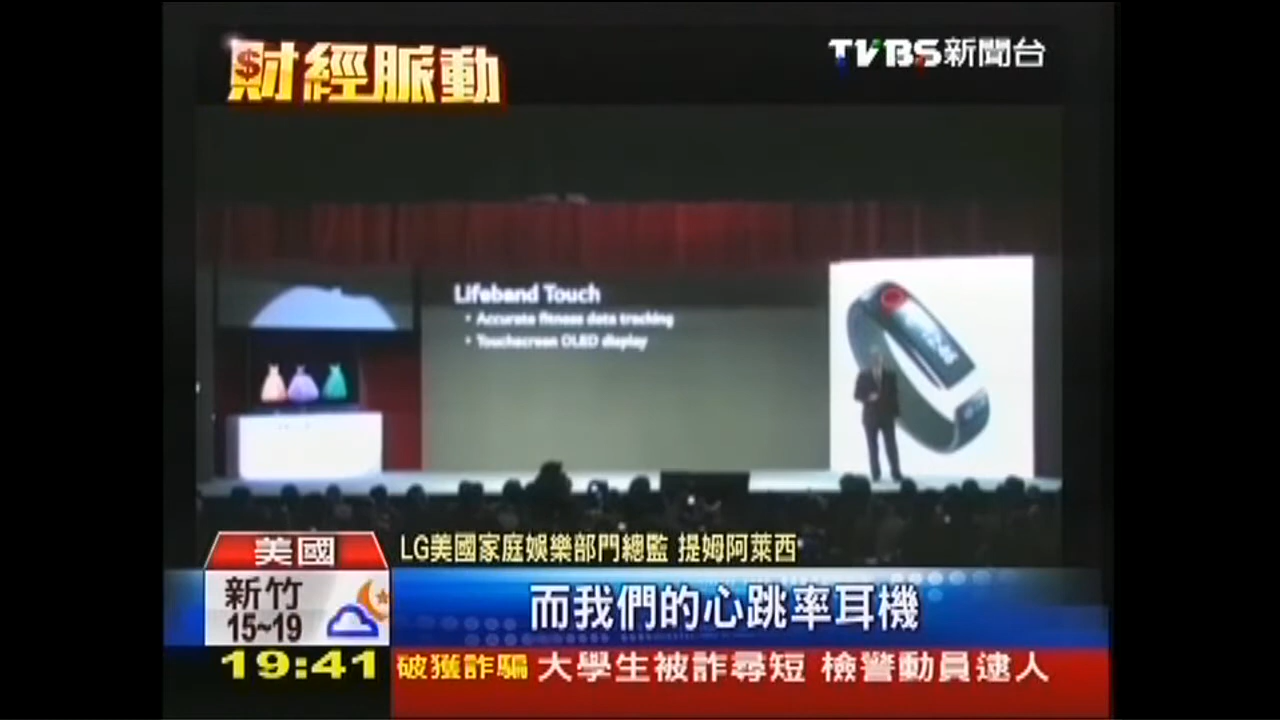 財經脈動
TVBS新聞台
Lifeband Touch
• Accurate fitness data tracking
• Touchscreen OLED display
美國
LG美國家庭娛樂部門總監 提姆阿萊西
新竹
15~19
而我們的心跳率耳機
19:41
破獲詐騙 大學生被詐尋短 檢警動員逮人